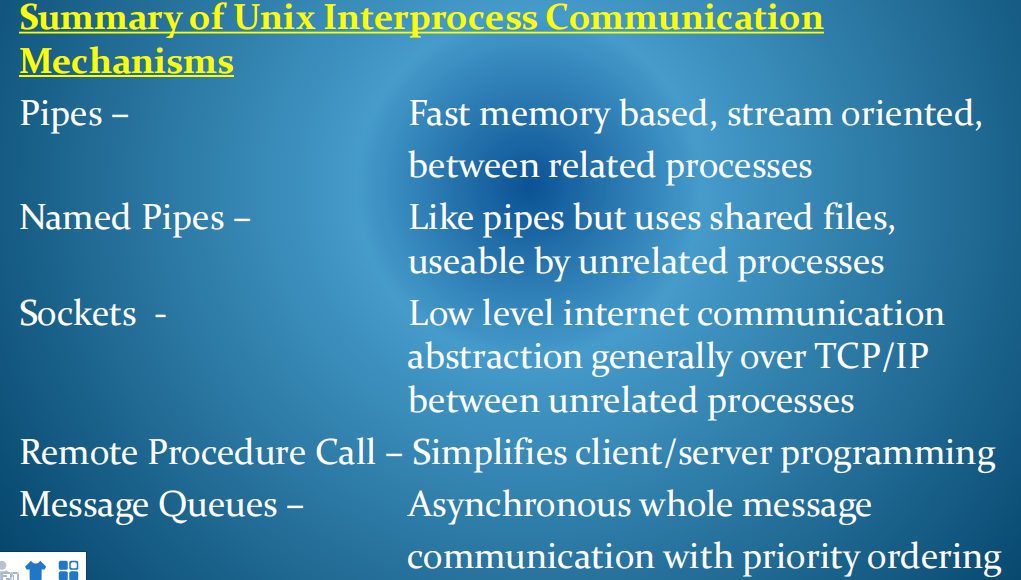 Summary of Unix Interprocess Communication
Mechanisms
Pipes – Fast memory based, stream oriented,
between related processes
Named Pipes – Like pipes but uses shared files,
useable by unrelated processes
Sockets - Low level internet communication
abstraction generally over TCP/IP
between unrelated processes
Remote Procedure Call – Simplifies client/server programming
Message Queues – Asynchronous whole message
communication with priority ordering